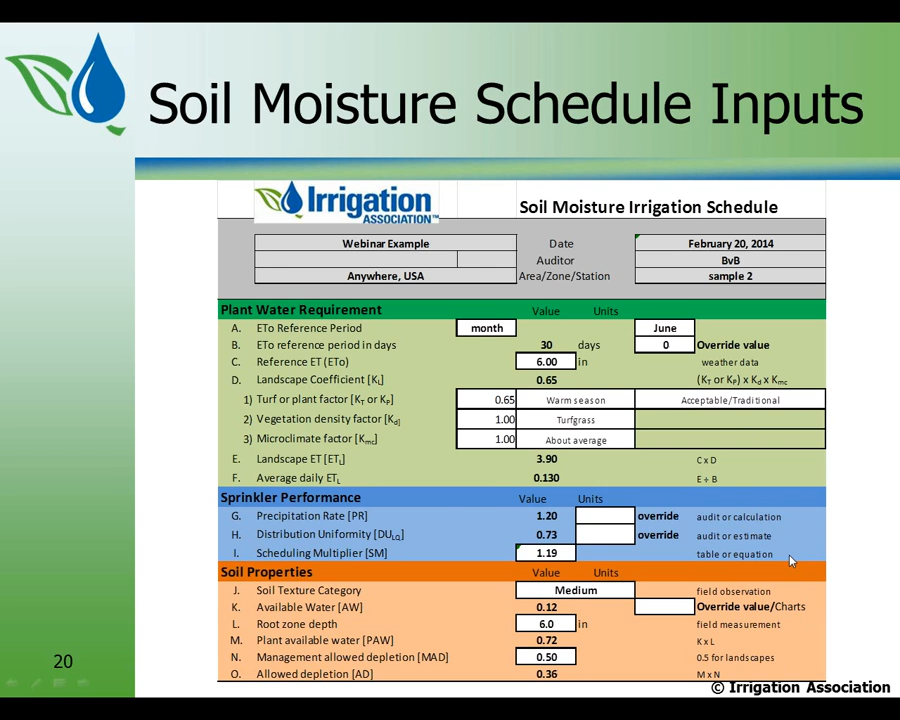 Soil Moisture Schedule Inputs
Irrigation
ASSOCIATION™
Soil Moisture Irrigation Schedule
Webinar Example Date February 20, 2014
Auditor BvB
Anywhere, USA Area/Zone/Station sample 2
Plant Water Requirement Value Units
A. ETo Reference Period month June
B. ETo reference period in days 30 days 0 Override value
C. Reference ET (ETo) 6.00 in weather data
D. Landscape Coefficient [KL] 0.65 (KT or KP) x Kd x Kmc
1) Turf or plant factor [KT or KP] 0.65 Warm season Acceptable/Traditional
2) Vegetation density factor [Kd] 1.00 Turfgrass
3) Microclimate factor [Kmc] 1.00 About average
E. Landscape ET [ETL] 3.90 C x D
F. Average daily ETL 0.130 E ÷ B
Sprinkler Performance Value Units
G. Precipitation Rate [PR] 1.20 override audit or calculation
H. Distribution Uniformity [DULQ] 0.73 override audit or estimate
I. Scheduling Multiplier [SM] 1.19 table or equation
Soil Properties Value Units
J. Soil Texture Category Medium field observation
K. Available Water [AW] 0.12 Override value/Charts
L. Root zone depth 6.0 in field measurement
M. Plant available water [PAW] 0.72 K x L
N. Management allowed depletion [MAD] 0.50 0.5 for landscapes
O. Allowed depletion [AD] 0.36 M x N
20
© Irrigation Association